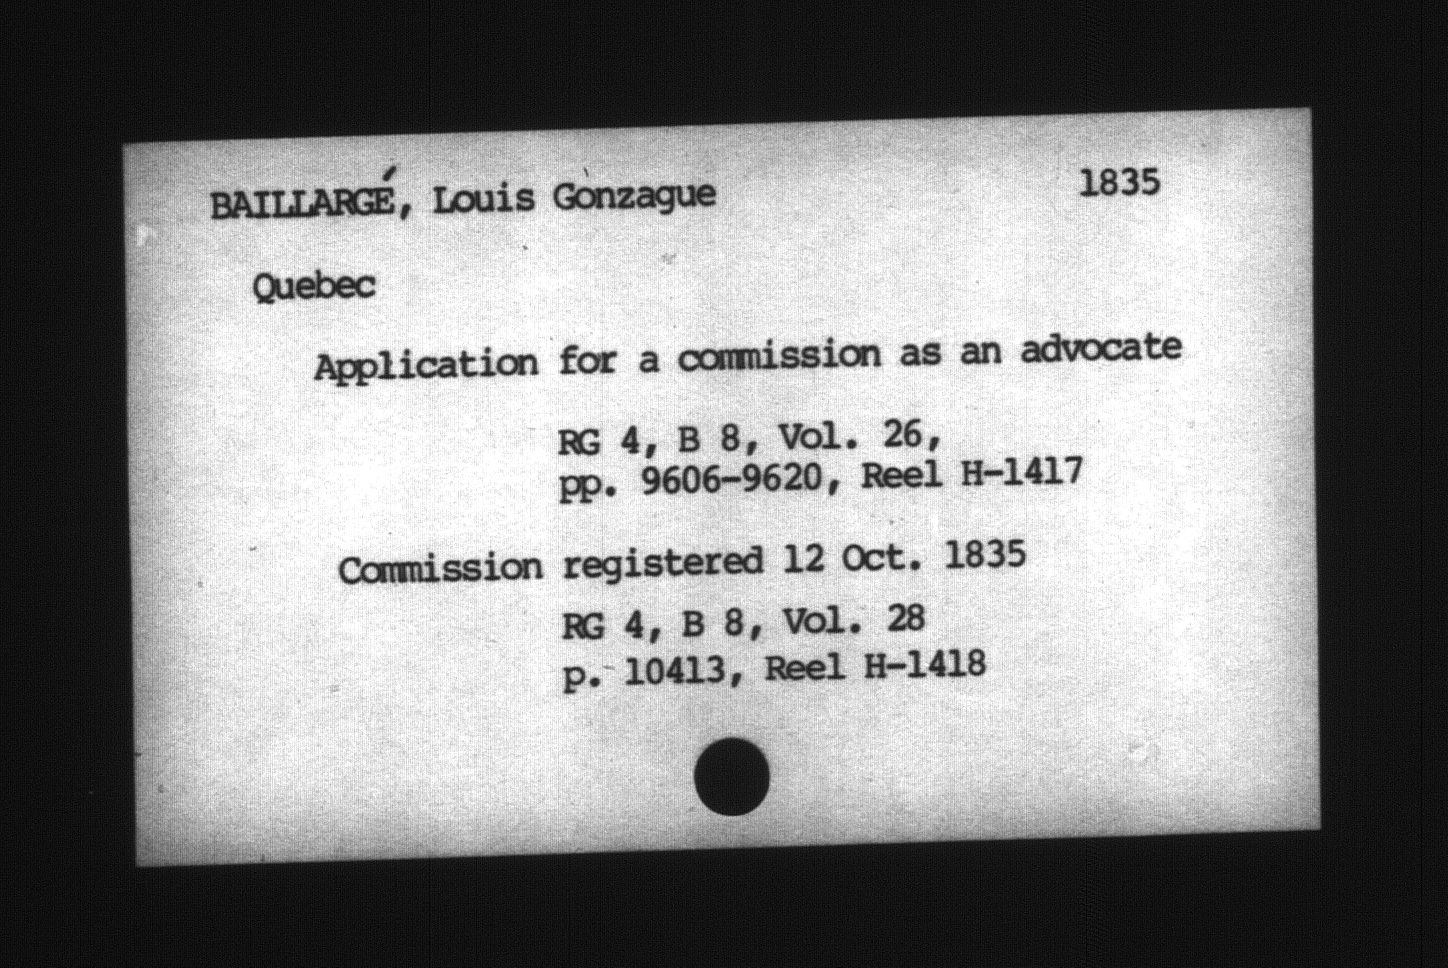 BAILLARGÉ, Louis Gonzague 1835
Quebec
Application for a commission as an advocate
RG 4, B 8, Vol. 26,
pp. 9606-9620, Reel H-1417
Commission registered 12 Oct. 1835
RG 4, B 8, Vol. 28
p. 10413, Reel H-1418